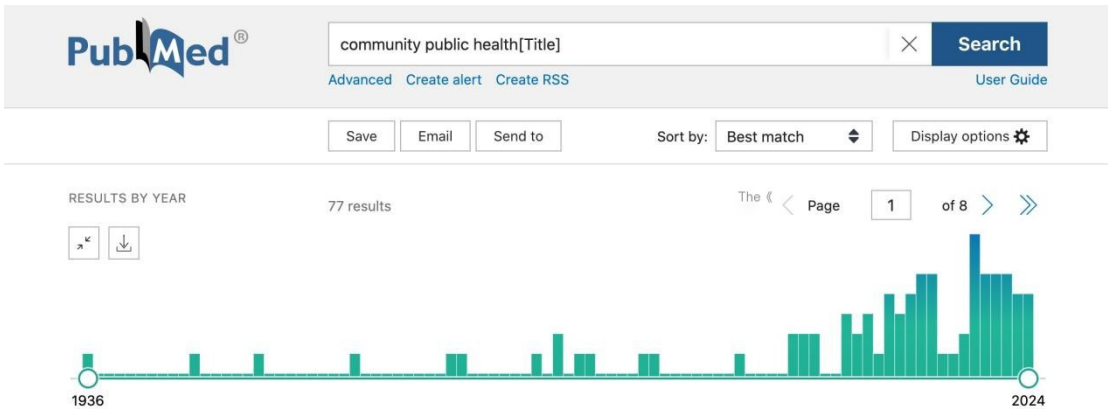 PubMed®
community public health[Title]
Search
Advanced Create alert Create RSS
User Guide
Save Email Send to
Sort by: Best match
Display options
RESULTS BY YEAR
77 results
The « Page 1 of 8
1936
2024